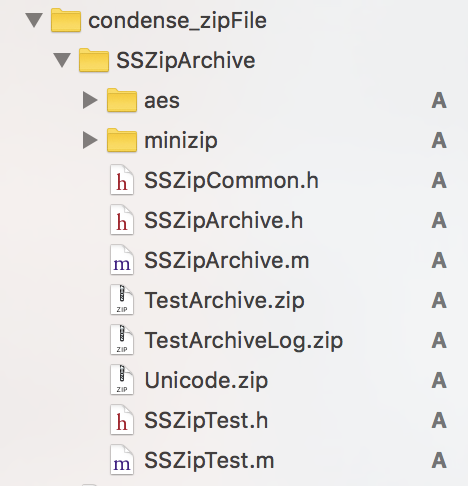 condense_zipFile
SSZipArchive
aes A
minizip A
h SSZipCommon.h A
h SSZipArchive.h A
m SSZipArchive.m A
ZIP TestArchive.zip A
ZIP TestArchiveLog.zip A
ZIP Unicode.zip A
h SSZipTest.h A
m SSZipTest.m A